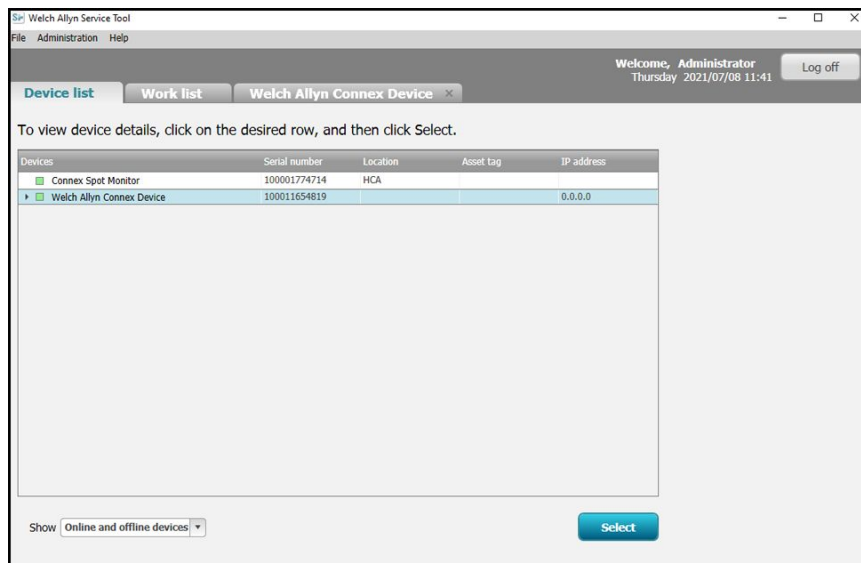 Welch Allyn Service Tool
File Administration Help
Welcome, Administrator
Thursday 2021/07/08 11:41
Log off
Device list Work list Welch Allyn Connex Device ×
To view device details, click on the desired row, and then click Select.
Devices Serial number Location Asset tag IP address
Connex Spot Monitor 100001774714 HCA
Welch Allyn Connex Device 100011654819 0.0.0.0
Show Online and offline devices
Select